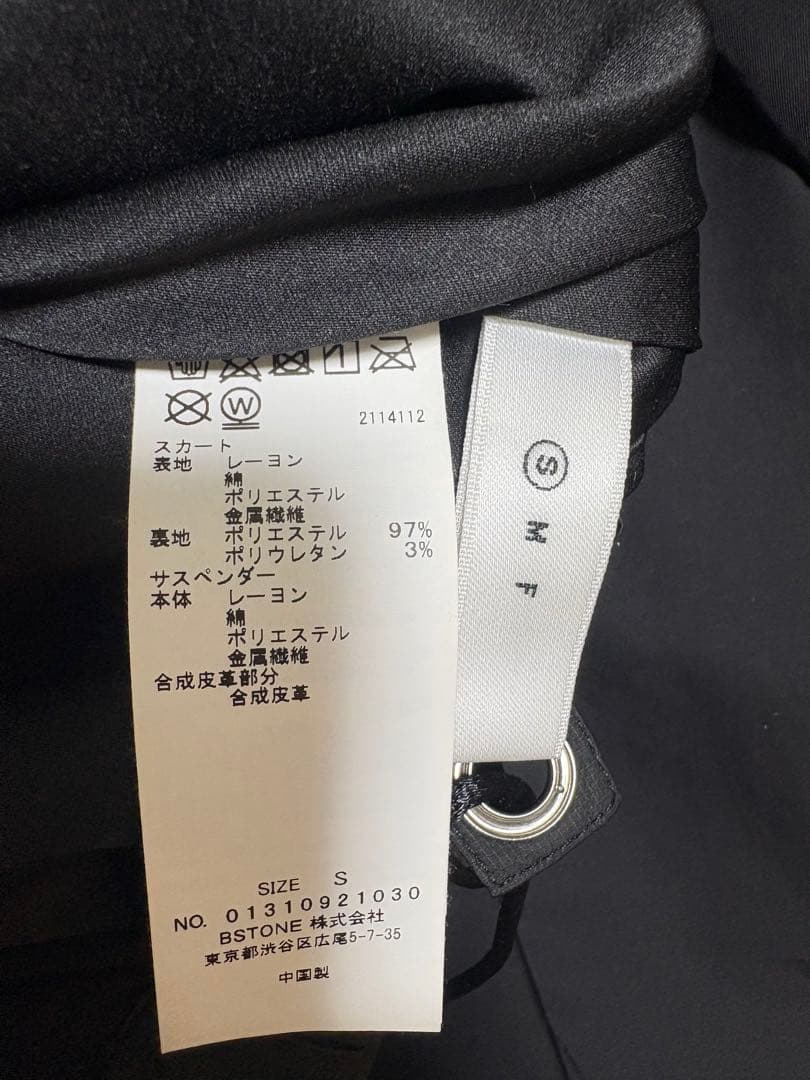 W
2114112
スカート
表地 レーヨン
綿
ポリエステル
金属繊維
裏地 ポリエステル 97%
ポリウレタン 3%
サスペンダー
本体 レーヨン
綿
ポリエステル
金属繊維
合成皮革部分
合成皮革
SIZE S
NO. 01310921030
BSTONE 株式会社
東京都渋谷区広尾5-7-35
中国製
S M F